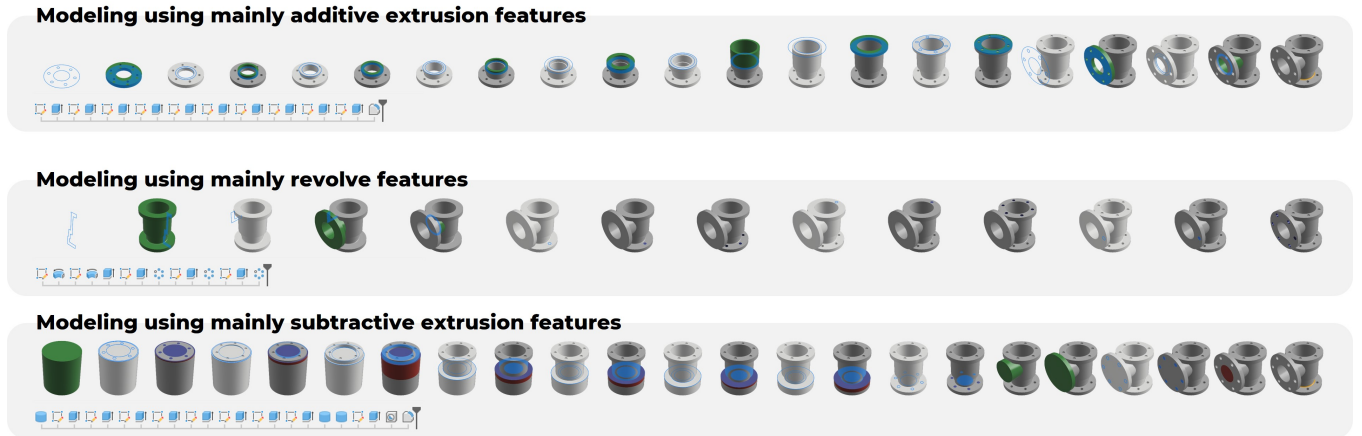 Modeling using mainly additive extrusion features
Modeling using mainly revolve features
Modeling using mainly subtractive extrusion features